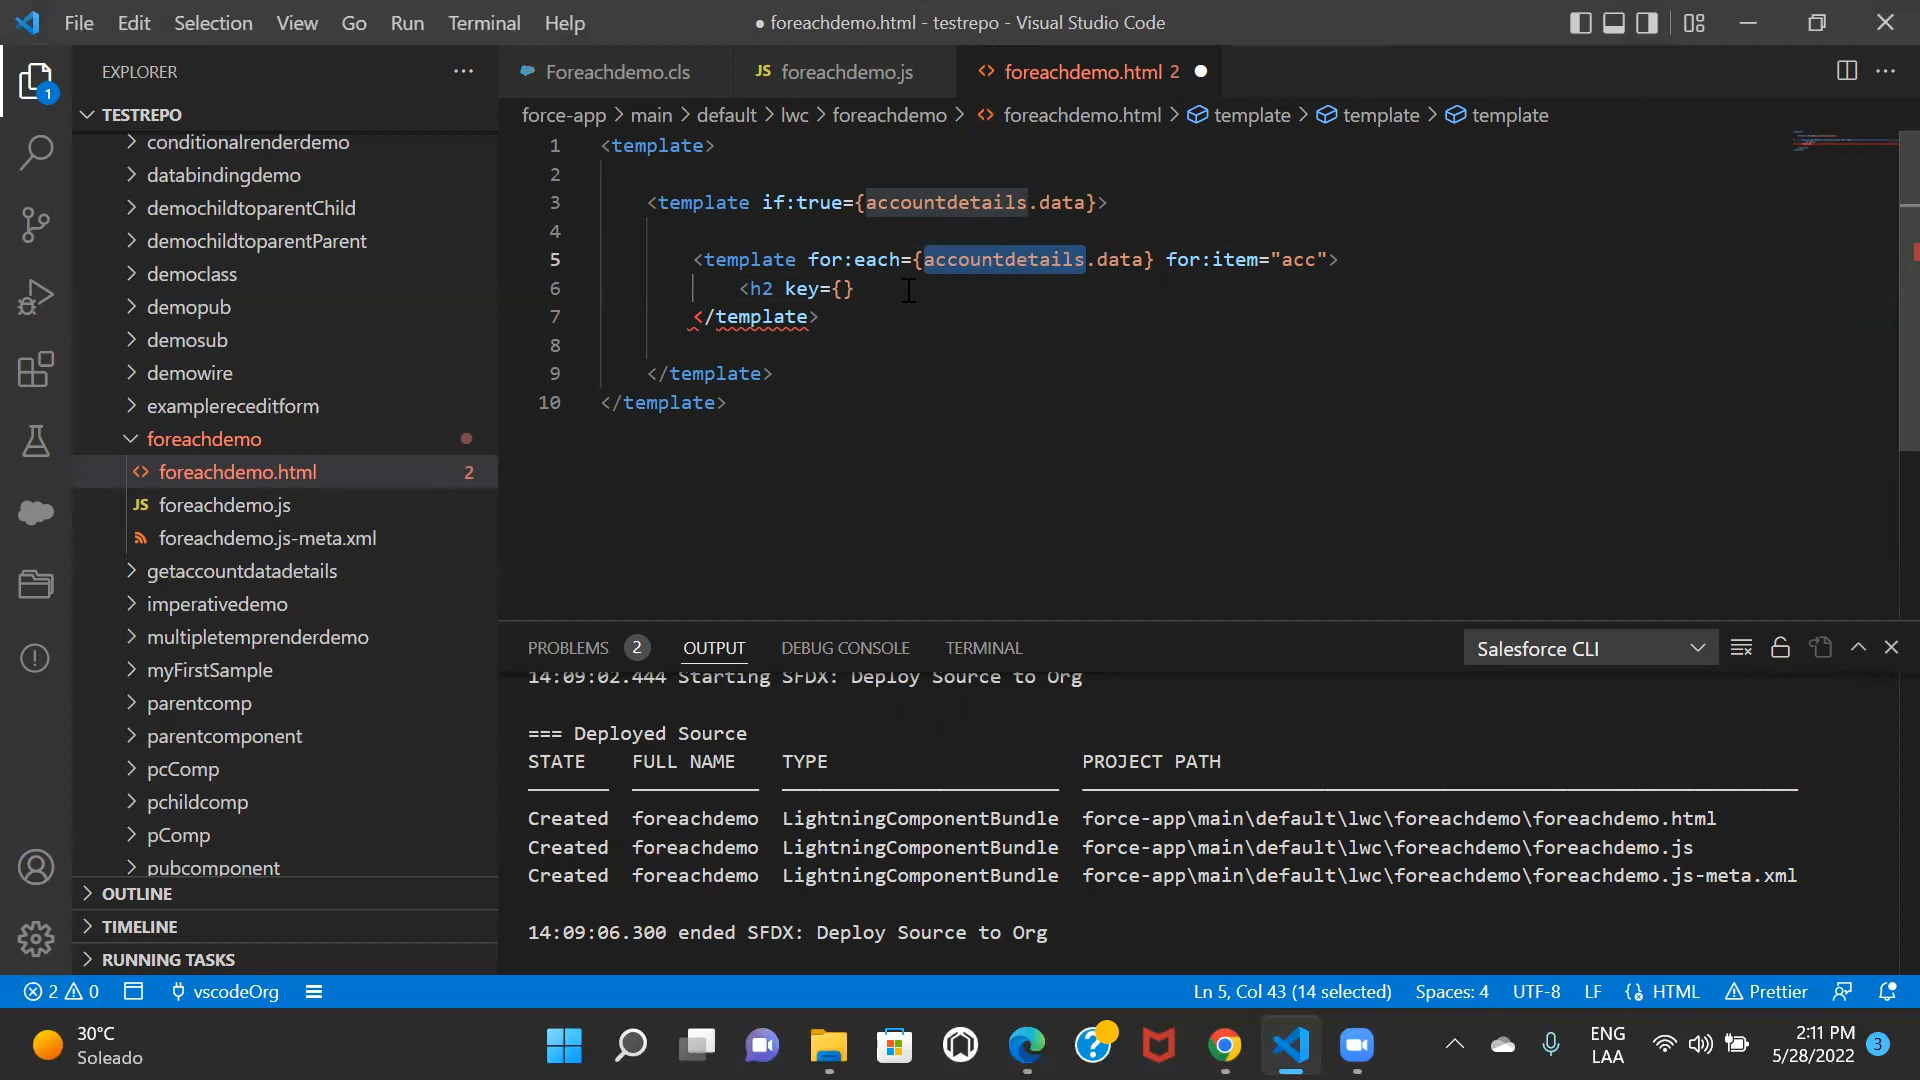 File Edit Selection View Go Run Terminal Help
● foreachdemo.html - testrepo - Visual Studio Code
EXPLORER
1
TESTREPO
conditionalrenderdemo
databindingdemo
demochildtoparentChild
demochildtoparentParent
democlass
demopub
demosub
demowire
examplereceditform
foreachdemo
foreachdemo.html 2
JS foreachdemo.js
foreachdemo.js-meta.xml
getaccountdatadetails
imperativedemo
multipletemprenderdemo
myFirstSample
parentcomp
parentcomponent
pcComp
pchildcomp
pComp
pubcomponent
OUTLINE
TIMELINE
RUNNING TASKS
Foreachdemo.cls JS foreachdemo.js foreachdemo.html 2
force-app > main > default > lwc > foreachdemo > foreachdemo.html > template > template > template
1 <template>
2
3 <template if:true={accountdetails.data}>
4
5 <template for:each={accountdetails.data} for:item="acc">
6 <h2 key={}
7 </template>
8
9 </template>
10 </template>
PROBLEMS 2 OUTPUT DEBUG CONSOLE TERMINAL Salesforce CLI
14:09:02.444 Starting SFDX: Deploy Source to Org
=== Deployed Source
STATE FULL NAME TYPE PROJECT PATH
Created foreachdemo LightningComponentBundle force-app\main\default\lwc\foreachdemo\foreachdemo.html
Created foreachdemo LightningComponentBundle force-app\main\default\lwc\foreachdemo\foreachdemo.js
Created foreachdemo LightningComponentBundle force-app\main\default\lwc\foreachdemo\foreachdemo.js-meta.xml
14:09:06.300 ended SFDX: Deploy Source to Org
2 0 vscodeOrg Ln 5, Col 43 (14 selected) Spaces: 4 UTF-8 LF HTML Prettier
30°C
Soleado
ENG
LAA
2:11 PM
5/28/2022
3